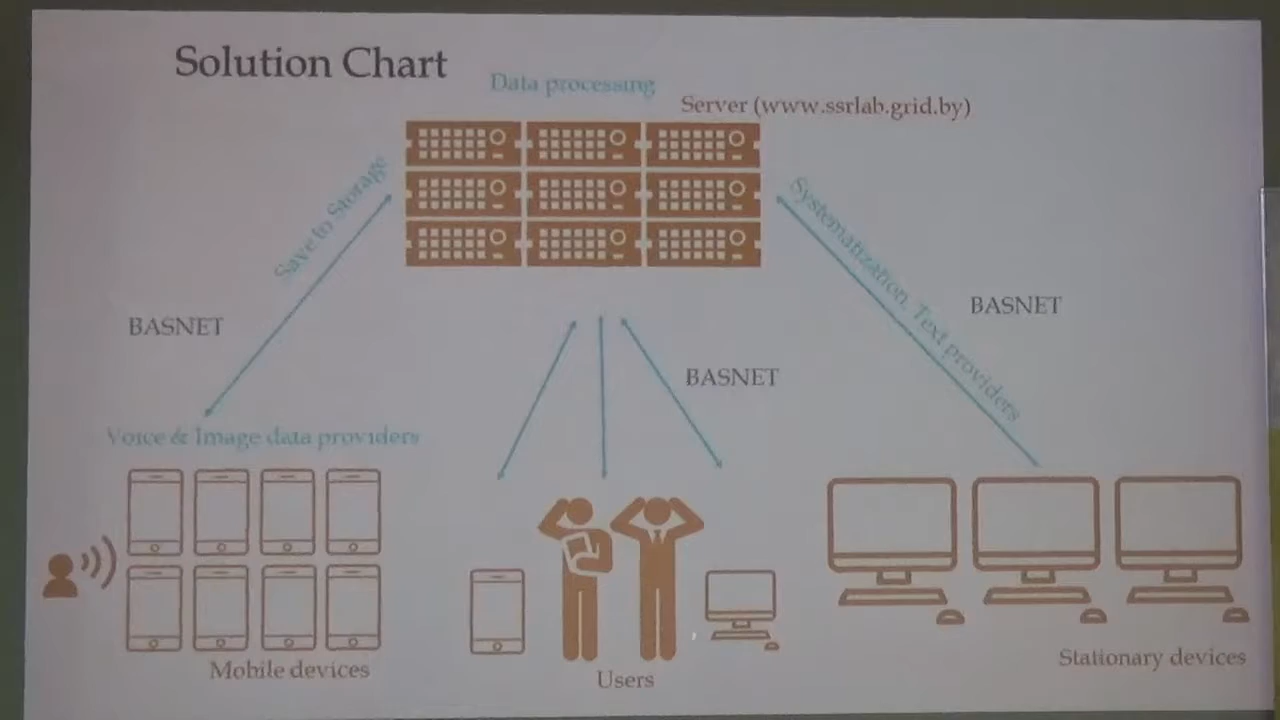 Solution Chart
Data processing
Server (www.ssrlab.grid.by)
Save to Storage
Systematization, Text providers
BASNET
BASNET
BASNET
Voice & Image data providers
Mobile devices
Users
Stationary devices